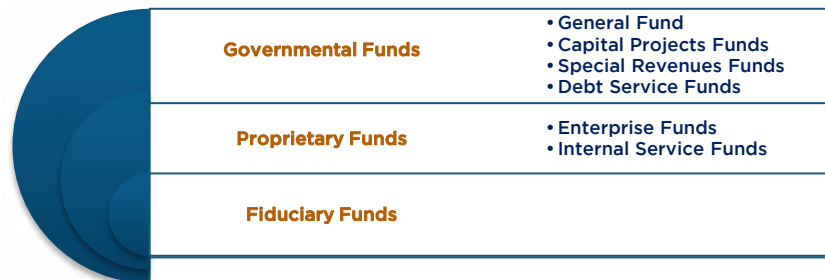 Governmental Funds
• General Fund
• Capital Projects Funds
• Special Revenues Funds
• Debt Service Funds
Proprietary Funds
• Enterprise Funds
• Internal Service Funds
Fiduciary Funds